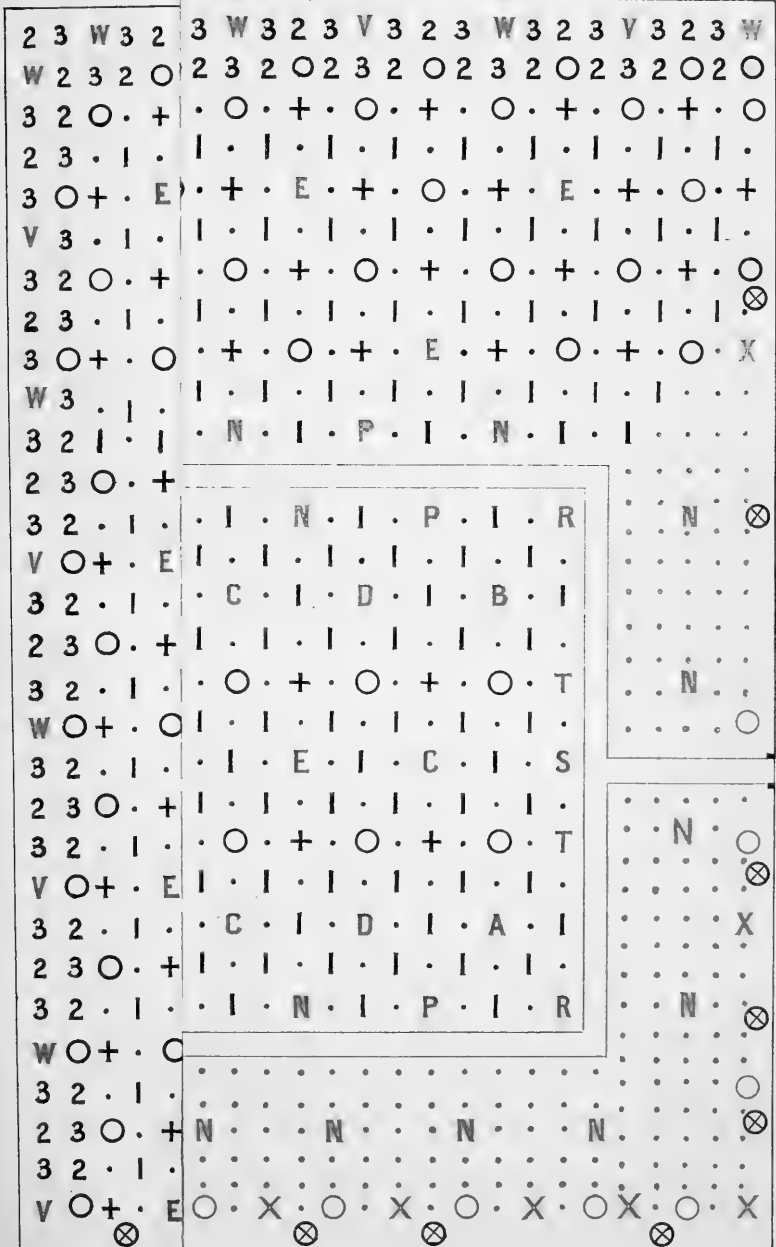 2 3 W 3 2 3 W 3 2 3 V 3 2 3 W 3 2 3 V 3 2 3 W
W 2 3 2 O 2 3 2 O 2 3 2 O 2 3 2 O 2 3 2 O 2 O
3 2 O · + · O · + · O · + · O · + · O · + · O
2 3 · I · I · I · I · I · I · I · I · I · I ·
3 O + · E · + · E · + · O · + · E · + · O · +
V 3 · I · I · I · I · I · I · I · I · I · I ·
3 2 O · + · O · + · O · + · O · + · O · + · O
2 3 · I · I · I · I · I · I · I · I · I · I · ⊗
3 O + · O · + · O · + · E · + · O · + · O · X
W 3 · I · I · I · I · I · I · I · I · I · · ·
3 2 I · I · N · I · P · I · N · I · I · · · ·
2 3 O · +
3 2 · I · · I · N · I · P · I · R N ⊗
V O + · E I · I · I · I · I · I ·
3 2 · I · · C · I · D · I · B · I
2 3 O · + I · I · I · I · I · I ·
3 2 · I · · O · + · O · + · O · T N
W O + · O I · I · I · I · I · I · O
3 2 · I · · I · E · I · C · I · S
2 3 O · + I · I · I · I · I · I ·
3 2 · I · · O · + · O · + · O · T N O
V O + · E I · I · I · I · I · I · ⊗
3 2 · I · · C · I · D · I · A · I X
2 3 O · + I · I · I · I · I · I ·
3 2 · I · · I · N · I · P · I · R N ⊗
W O + · O
3 2 · I · O
2 3 O · + N · · · N · · · N · · · N ⊗
3 2 · I ·
V O + · E O · X · O · X · O · X · O X · O · X
⊗ ⊗ ⊗ ⊗